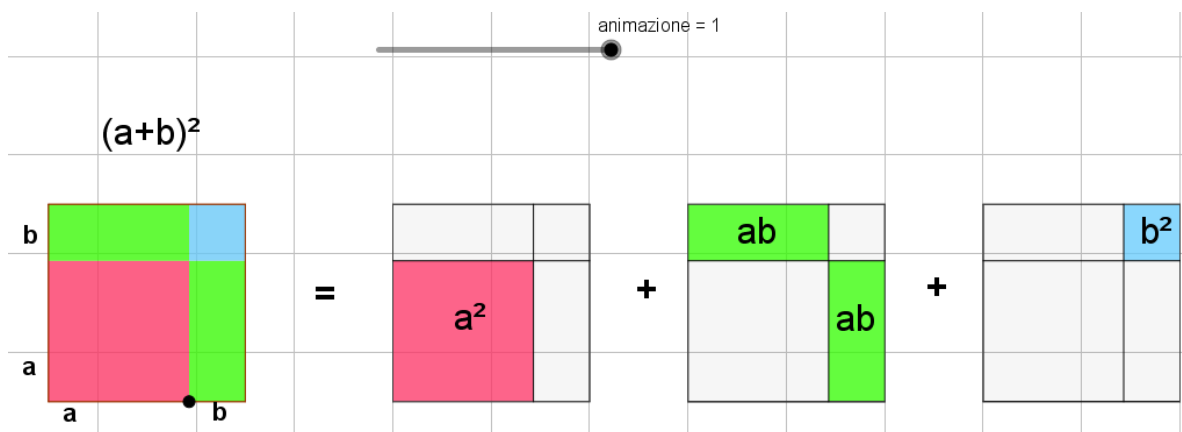 animazione = 1
(a+b)²
b
a
a
b
=
a²
+
ab
ab
+
b²